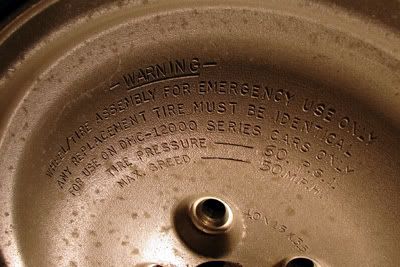 - WARNING -
WHEEL/TIRE ASSEMBLY FOR EMERGENCY USE ONLY
ANY REPLACEMENT TIRE MUST BE IDENTICAL
FOR USE ON DMC-12000 SERIES CARS ONLY
TIRE PRESSURE —— 60. P.S.I.
MAX. SPEED —— 50 M.P.H.